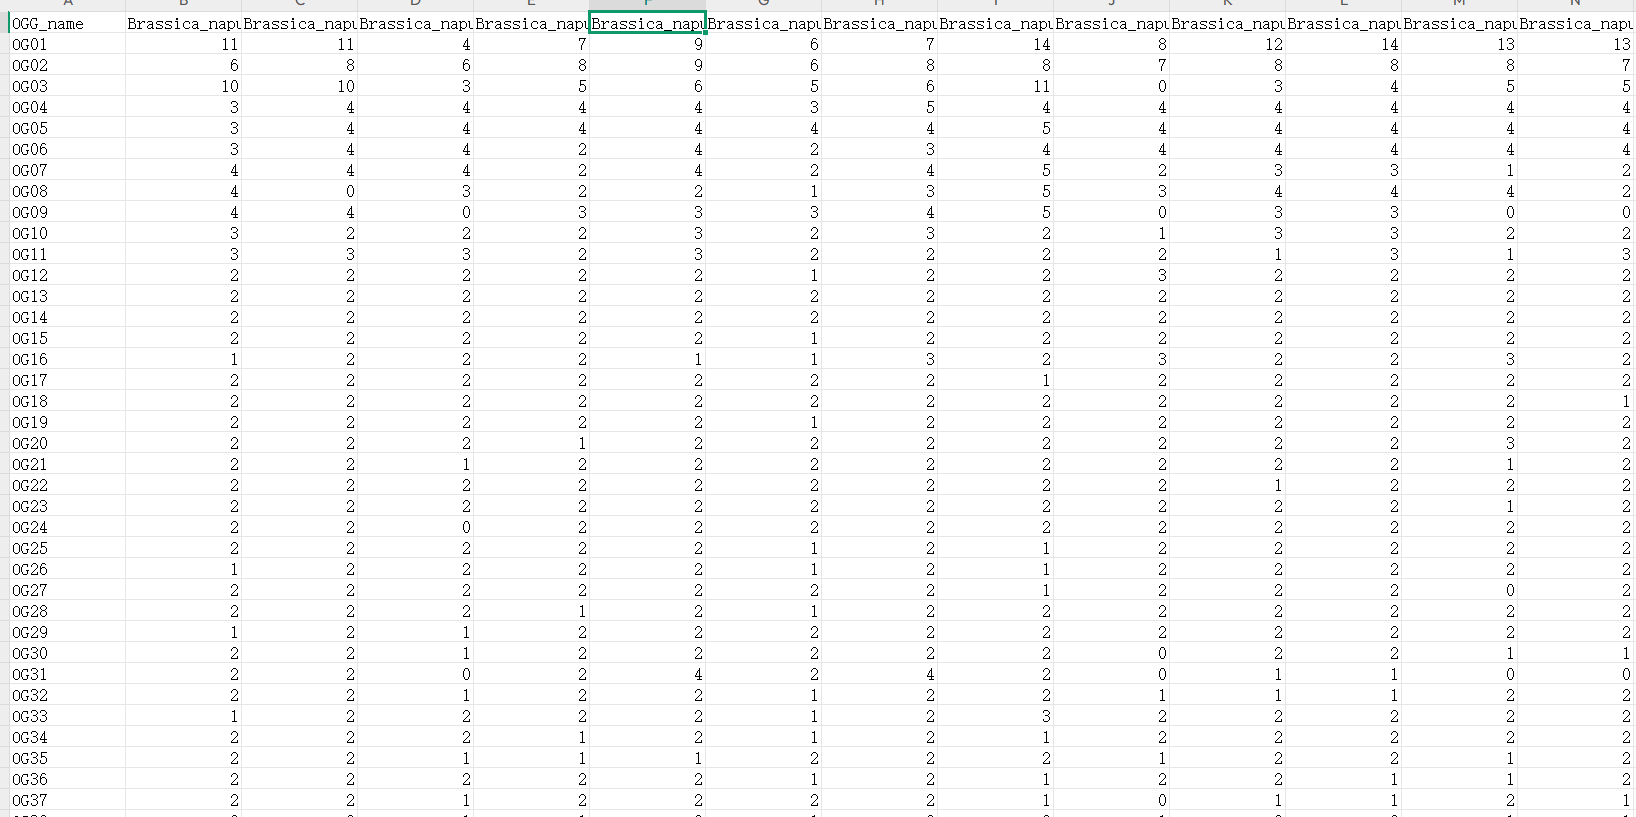 A B C D E F G H I J K L M N
OGG_name Brassica_napu Brassica_napu Brassica_napu Brassica_napu Brassica_napu Brassica_napu Brassica_napu Brassica_napu Brassica_napu Brassica_napu Brassica_napu Brassica_napu Brassica_napu
OG01 11 11 4 7 9 6 7 14 8 12 14 13 13
OG02 6 8 6 8 9 6 8 8 7 8 8 8 7
OG03 10 10 3 5 6 5 6 11 0 3 4 5 5
OG04 3 4 4 4 4 3 5 4 4 4 4 4 4
OG05 3 4 4 4 4 4 4 5 4 4 4 4 4
OG06 3 4 4 2 4 2 3 4 4 4 4 4 4
OG07 4 4 4 2 4 2 4 5 2 3 3 1 2
OG08 4 0 3 2 2 1 3 5 3 4 4 4 2
OG09 4 4 0 3 3 3 4 5 0 3 3 0 0
OG10 3 2 2 2 3 2 3 2 1 3 3 2 2
OG11 3 3 3 2 3 2 2 2 2 1 3 1 3
OG12 2 2 2 2 2 1 2 2 3 2 2 2 2
OG13 2 2 2 2 2 2 2 2 2 2 2 2 2
OG14 2 2 2 2 2 2 2 2 2 2 2 2 2
OG15 2 2 2 2 2 1 2 2 2 2 2 2 2
OG16 1 2 2 2 1 1 3 2 3 2 2 3 2
OG17 2 2 2 2 2 2 2 1 2 2 2 2 2
OG18 2 2 2 2 2 2 2 2 2 2 2 2 1
OG19 2 2 2 2 2 1 2 2 2 2 2 2 2
OG20 2 2 2 1 2 2 2 2 2 2 2 3 2
OG21 2 2 1 2 2 2 2 2 2 2 2 1 2
OG22 2 2 2 2 2 2 2 2 2 1 2 2 2
OG23 2 2 2 2 2 2 2 2 2 2 2 1 2
OG24 2 2 0 2 2 2 2 2 2 2 2 2 2
OG25 2 2 2 2 2 1 2 1 2 2 2 2 2
OG26 1 2 2 2 2 1 2 1 2 2 2 2 2
OG27 2 2 2 2 2 2 2 1 2 2 2 0 2
OG28 2 2 2 1 2 1 2 2 2 2 2 2 2
OG29 1 2 1 2 2 2 2 2 2 2 2 2 2
OG30 2 2 1 2 2 2 2 2 0 2 2 1 1
OG31 2 2 0 2 4 2 4 2 0 1 1 0 0
OG32 2 2 1 2 2 1 2 2 1 1 1 2 2
OG33 1 2 2 2 2 1 2 3 2 2 2 2 2
OG34 2 2 2 1 2 1 2 1 2 2 2 2 2
OG35 2 2 1 1 1 2 2 2 1 2 2 1 2
OG36 2 2 2 2 2 1 2 1 2 2 1 1 2
OG37 2 2 1 2 2 2 2 1 0 1 1 2 1